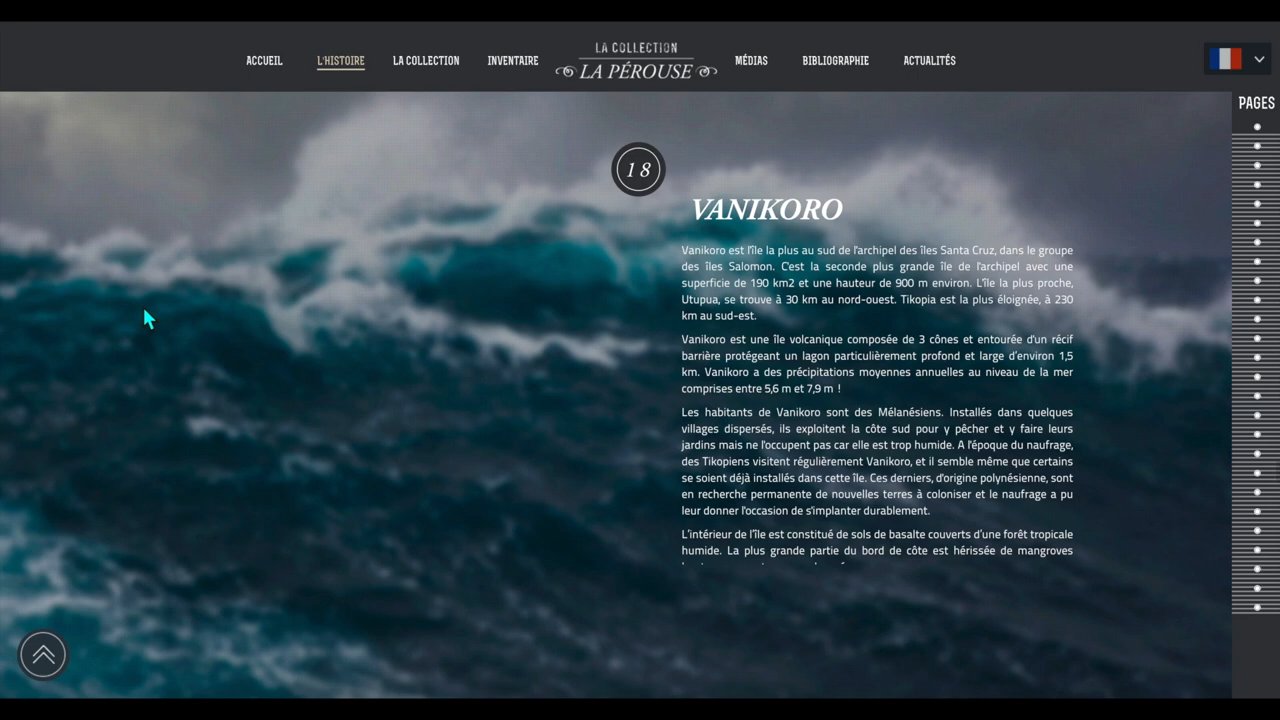 ACCUEIL
L'HISTOIRE
LA COLLECTION
INVENTAIRE
LA COLLECTION
LA PÉROUSE
MÉDIAS
BIBLIOGRAPHIE
ACTUALITÉS
PAGES
18
VANIKORO
Vanikoro est l'île la plus au sud de l'archipel des îles Santa Cruz, dans le groupe
des îles Salomon. C'est la seconde plus grande île de l'archipel avec une
superficie de 190 km2 et une hauteur de 900 m environ. L'île la plus proche,
Utupua, se trouve à 30 km au nord-ouest. Tikopia est la plus éloignée, à 230
km au sud-est.
Vanikoro est une île volcanique composée de 3 cônes et entourée d'un récif
barrière protégeant un lagon particulièrement profond et large d'environ 1,5
km. Vanikoro a des précipitations moyennes annuelles au niveau de la mer
comprises entre 5,6 m et 7,9 m !
Les habitants de Vanikoro sont des Mélanésiens. Installés dans quelques
villages dispersés, ils exploitent la côte sud pour y pêcher et y faire leurs
jardins mais ne l'occupent pas car elle est trop humide. A l'époque du naufrage,
des Tikopiens visitent régulièrement Vanikoro, et il semble même que certains
se soient déjà installés dans cette île. Ces derniers, d'origine polynésienne, sont
en recherche permanente de nouvelles terres à coloniser et le naufrage a pu
leur donner l'occasion de s'implanter durablement.
L'intérieur de l'île est constitué de sols de basalte couverts d'une forêt tropicale
humide. La plus grande partie du bord de côte est hérissée de mangroves